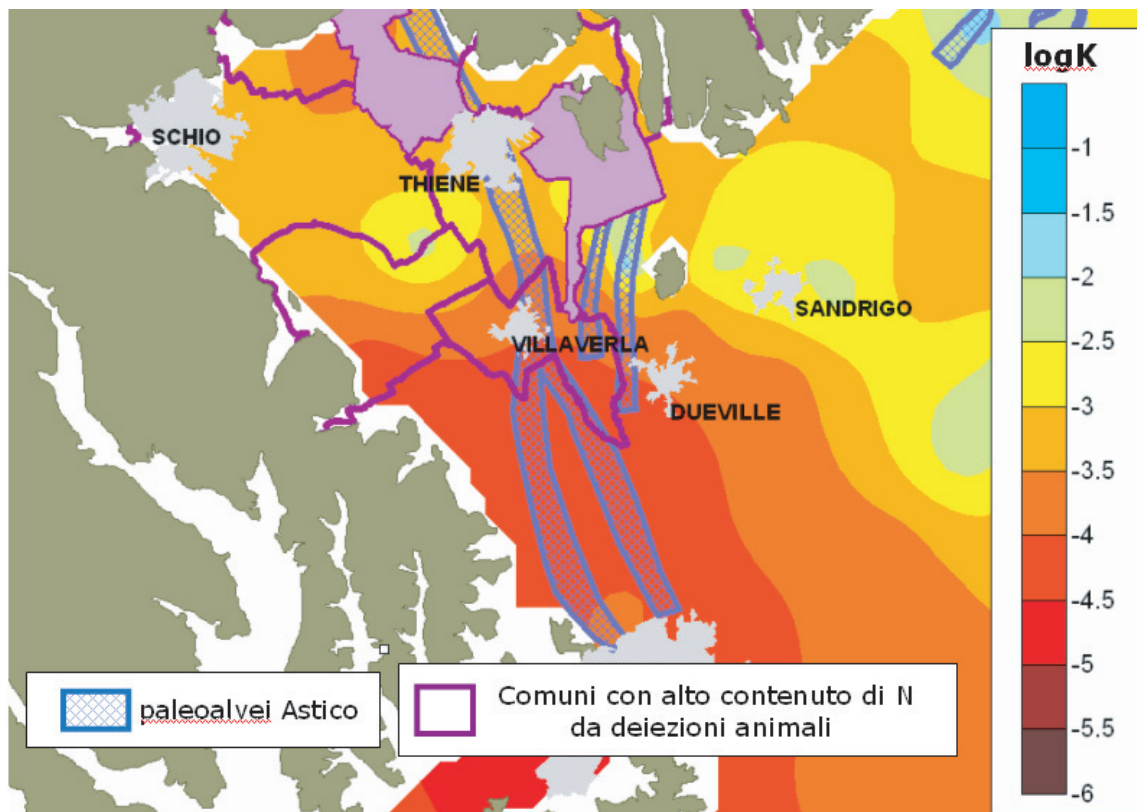 logK
SCHIO
THIENE
SANDRIGO
VILLAVERLA
DUEVILLE
-1
-1.5
-2
-2.5
-3
-3.5
-4
-4.5
-5
-5.5
-6
paleoalvei Astico
Comuni con alto contenuto di N
da deiezioni animali